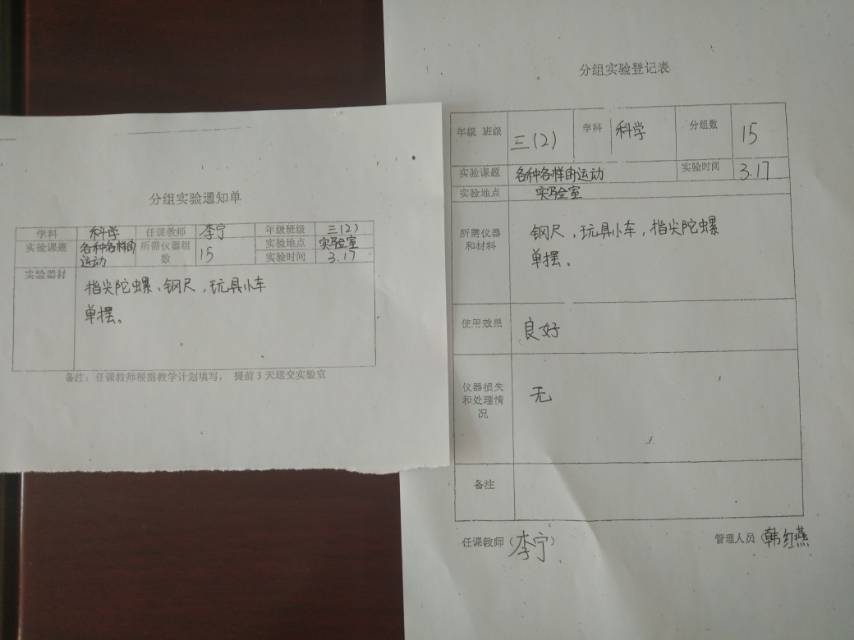 分组实验通知单
学科 科学 任课教师 李宁 年级班级 三(2)
实验课题 各种各样的运动 所需仪器组数 15 实验地点 实验室
实验时间 3.17
实验器材 指尖陀螺、钢尺，玩具小车
单摆。
备注：任课教师根据教学计划填写， 提前3天送交实验室
分组实验登记表
年级 班级 三(2) 学科 科学 分组数 15
实验课题 各种各样的运动 实验时间 3.17
实验地点 实验室
所需仪器和材料 钢尺，玩具小车，指尖陀螺
单摆。
使用效果 良好
仪器损失和处理情况 无
备注
任课教师 (李宁) 管理人员 (韩红燕